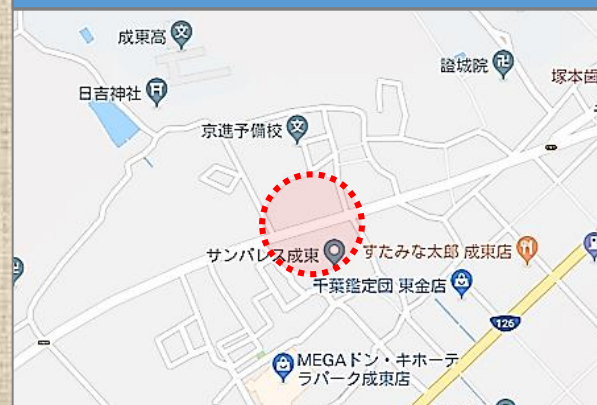 成東高
證城院
塚本歯
日吉神社
京進予備校
サンパレス成東
すたみな太郎 成東店
千葉鑑定団 東金店
126
MEGAドン・キホーテ
ラパーク成東店